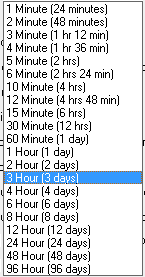 1 Minute (24 minutes)
2 Minute (48 minutes)
3 Minute (1 hr 12 min)
4 Minute (1 hr 36 min)
5 Minute (2 hrs)
6 Minute (2 hrs 24 min)
10 Minute (4 hrs)
12 Minute (4 hrs 48 min)
15 Minute (6 hrs)
30 Minute (12 hrs)
60 Minute (1 day)
1 Hour (1 day)
2 Hour (2 days)
3 Hour (3 days)
4 Hour (4 days)
6 Hour (6 days)
8 Hour (8 days)
12 Hour (12 days)
24 Hour (24 days)
48 Hour (48 days)
96 Hour (96 days)